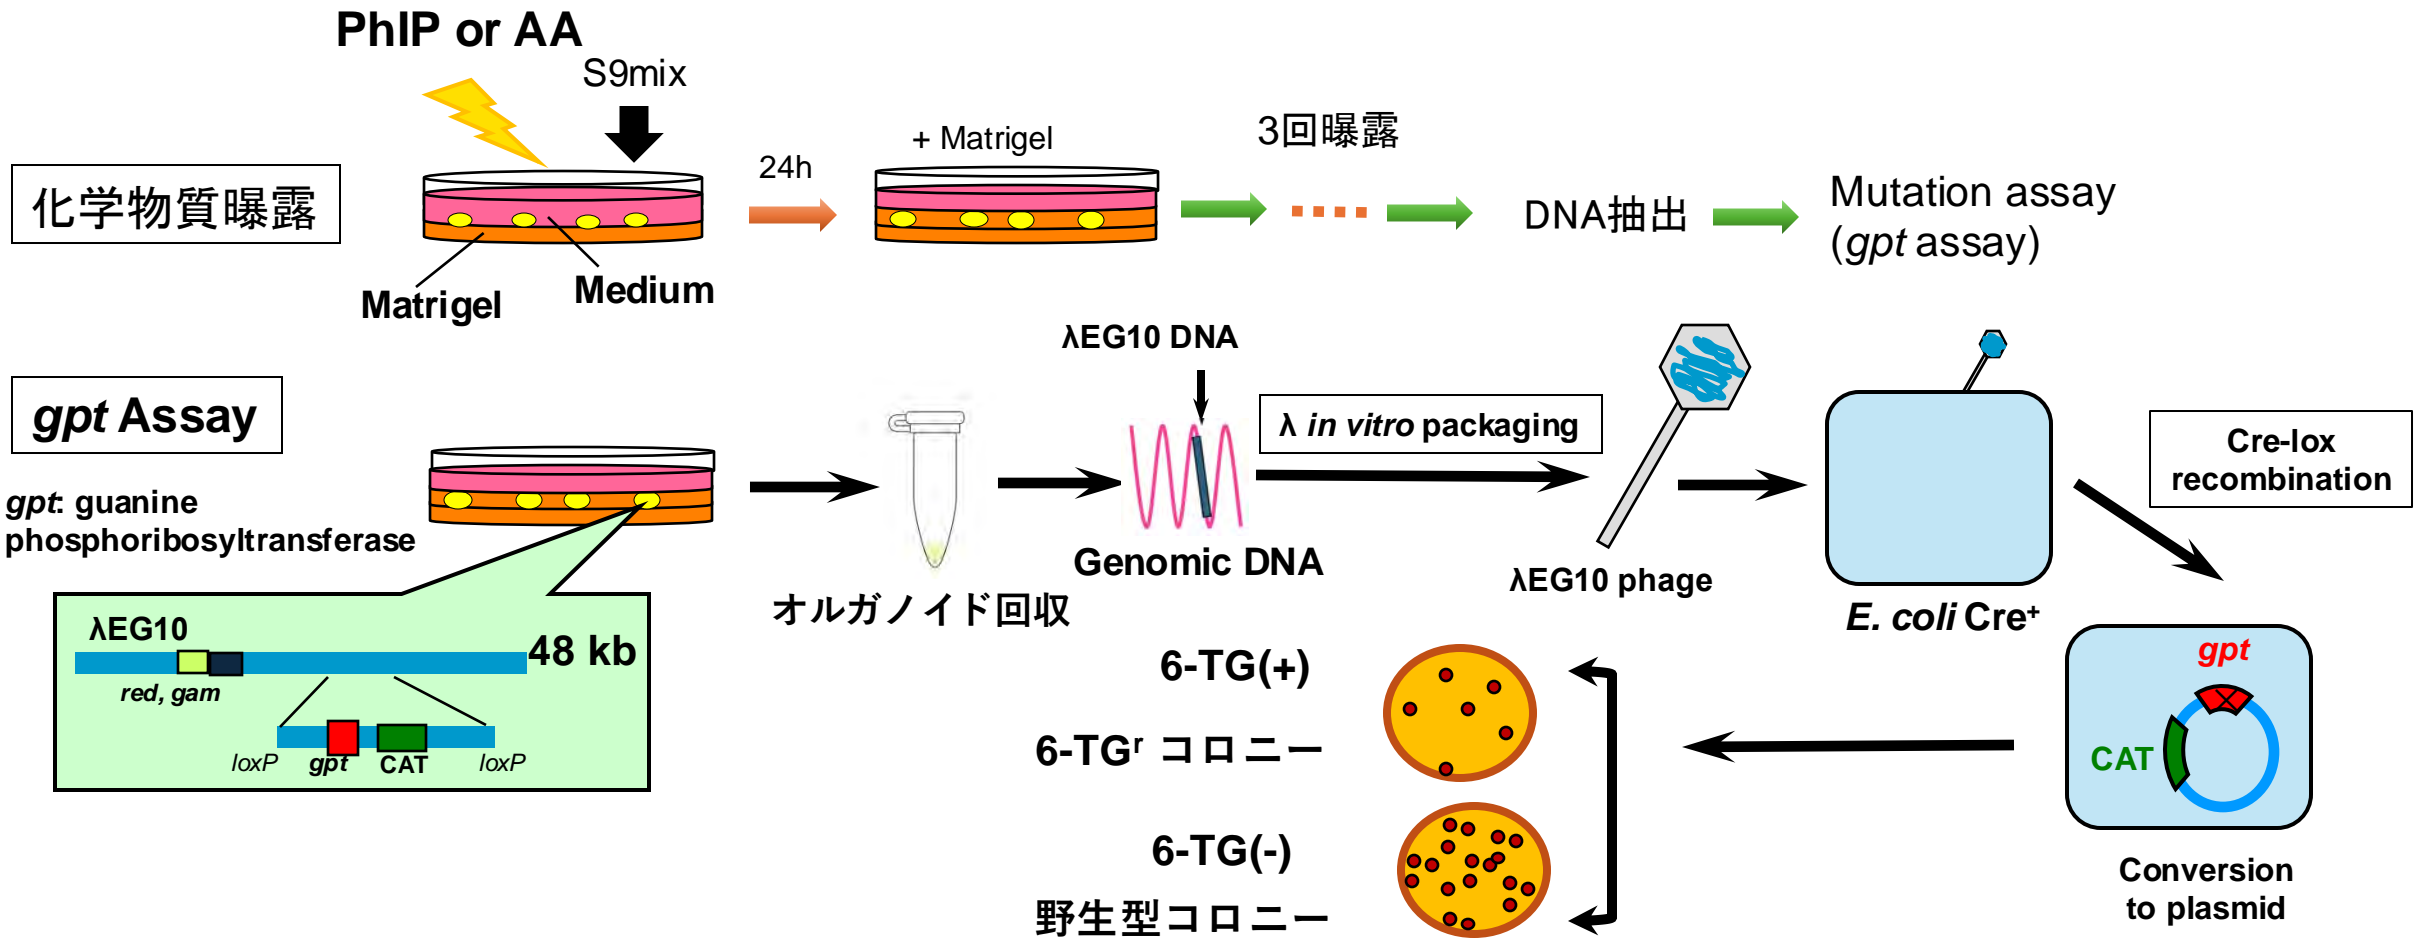 PhIP or AA
S9mix
化学物質曝露
Matrigel
Medium
24h
+ Matrigel
3回曝露
DNA抽出
Mutation assay
(gpt assay)
gpt Assay
gpt: guanine
phosphoribosyltransferase
λEG10
48 kb
red, gam
loxP
gpt
CAT
loxP
オルガノイド回収
λEG10 DNA
Genomic DNA
λ in vitro packaging
λEG10 phage
E. coli Cre⁺
Cre-lox
recombination
gpt
CAT
Conversion
to plasmid
6-TG(+)
6-TGʳ コロニー
6-TG(-)
野生型コロニー